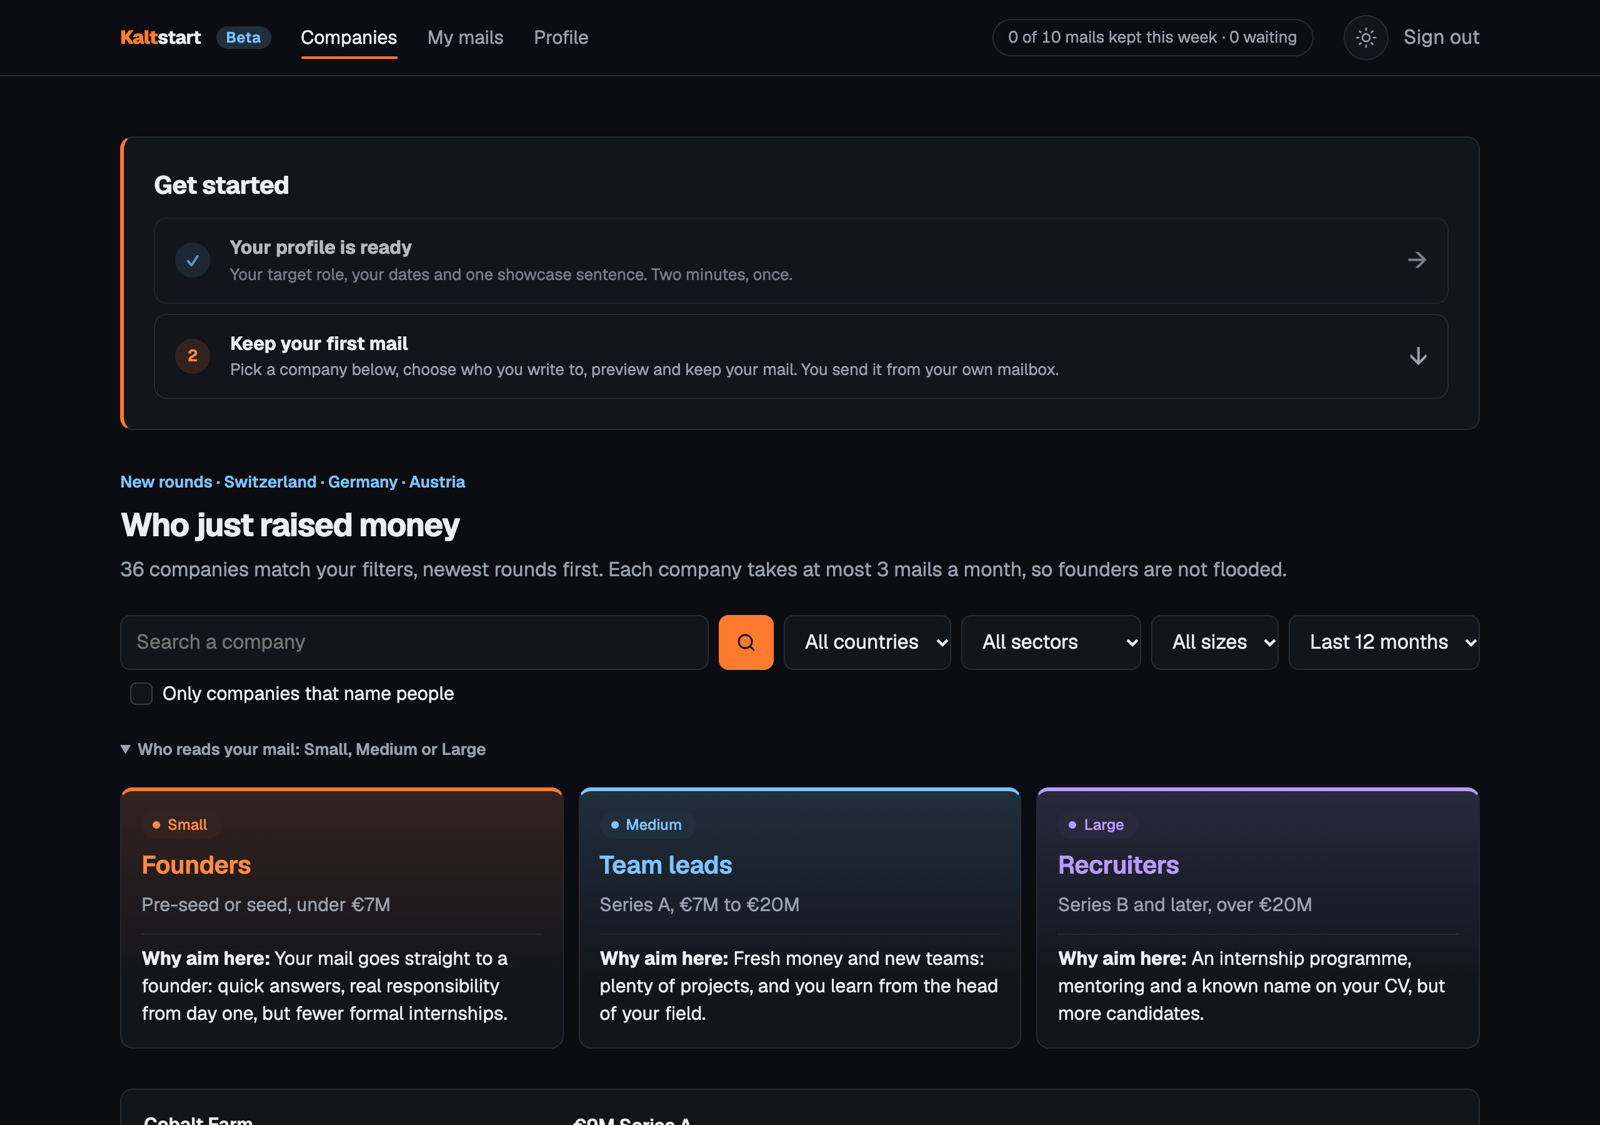 Kaltstart Beta Companies My mails Profile 0 of 10 mails kept this week · 0 waiting Sign out
Get started
Your profile is ready
Your target role, your dates and one showcase sentence. Two minutes, once.
2
Keep your first mail
Pick a company below, choose who you write to, preview and keep your mail. You send it from your own mailbox.
New rounds · Switzerland · Germany · Austria
Who just raised money
36 companies match your filters, newest rounds first. Each company takes at most 3 mails a month, so founders are not flooded.
Search a company All countries All sectors All sizes Last 12 months
Only companies that name people
Who reads your mail: Small, Medium or Large
Small
Founders
Pre-seed or seed, under €7M
Why aim here: Your mail goes straight to a
founder: quick answers, real responsibility
from day one, but fewer formal internships.
Medium
Team leads
Series A, €7M to €20M
Why aim here: Fresh money and new teams:
plenty of projects, and you learn from the head
of your field.
Large
Recruiters
Series B and later, over €20M
Why aim here: An internship programme,
mentoring and a known name on your CV, but
more candidates.
Cobalt Farm
Series A